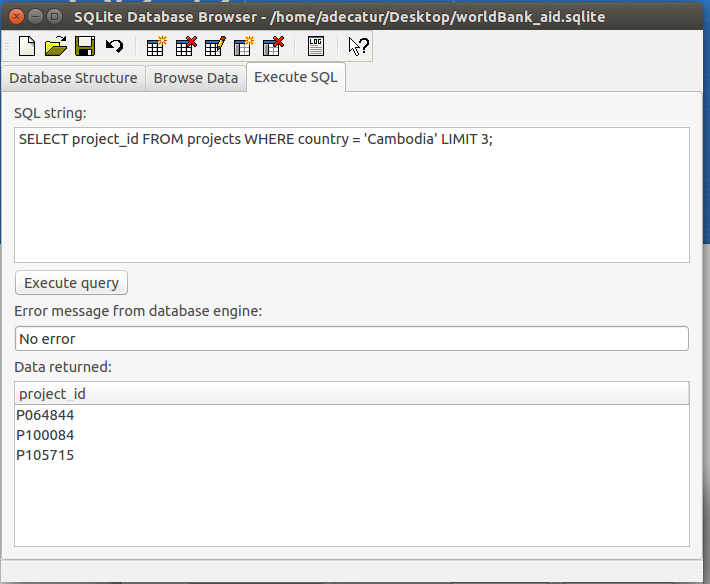 SQLite Database Browser - /home/adecatur/Desktop/worldBank_aid.sqlite
LOG
Database Structure Browse Data Execute SQL
SQL string:
SELECT project_id FROM projects WHERE country = 'Cambodia' LIMIT 3;
Execute query
Error message from database engine:
No error
Data returned:
project_id
P064844
P100084
P105715